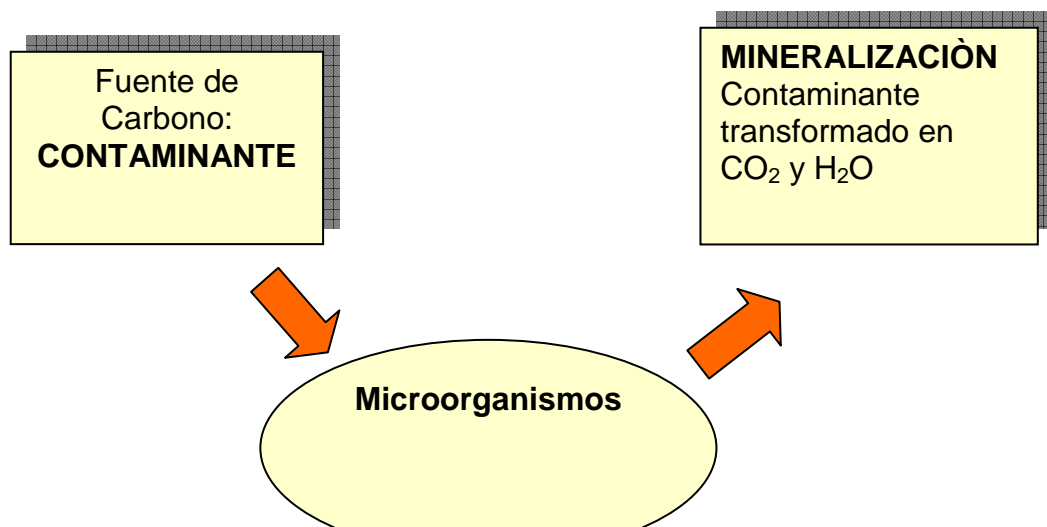 Fuente de
Carbono:
CONTAMINANTE
MINERALIZACIÒN
Contaminante
transformado en
CO₂ y H₂O
Microorganismos